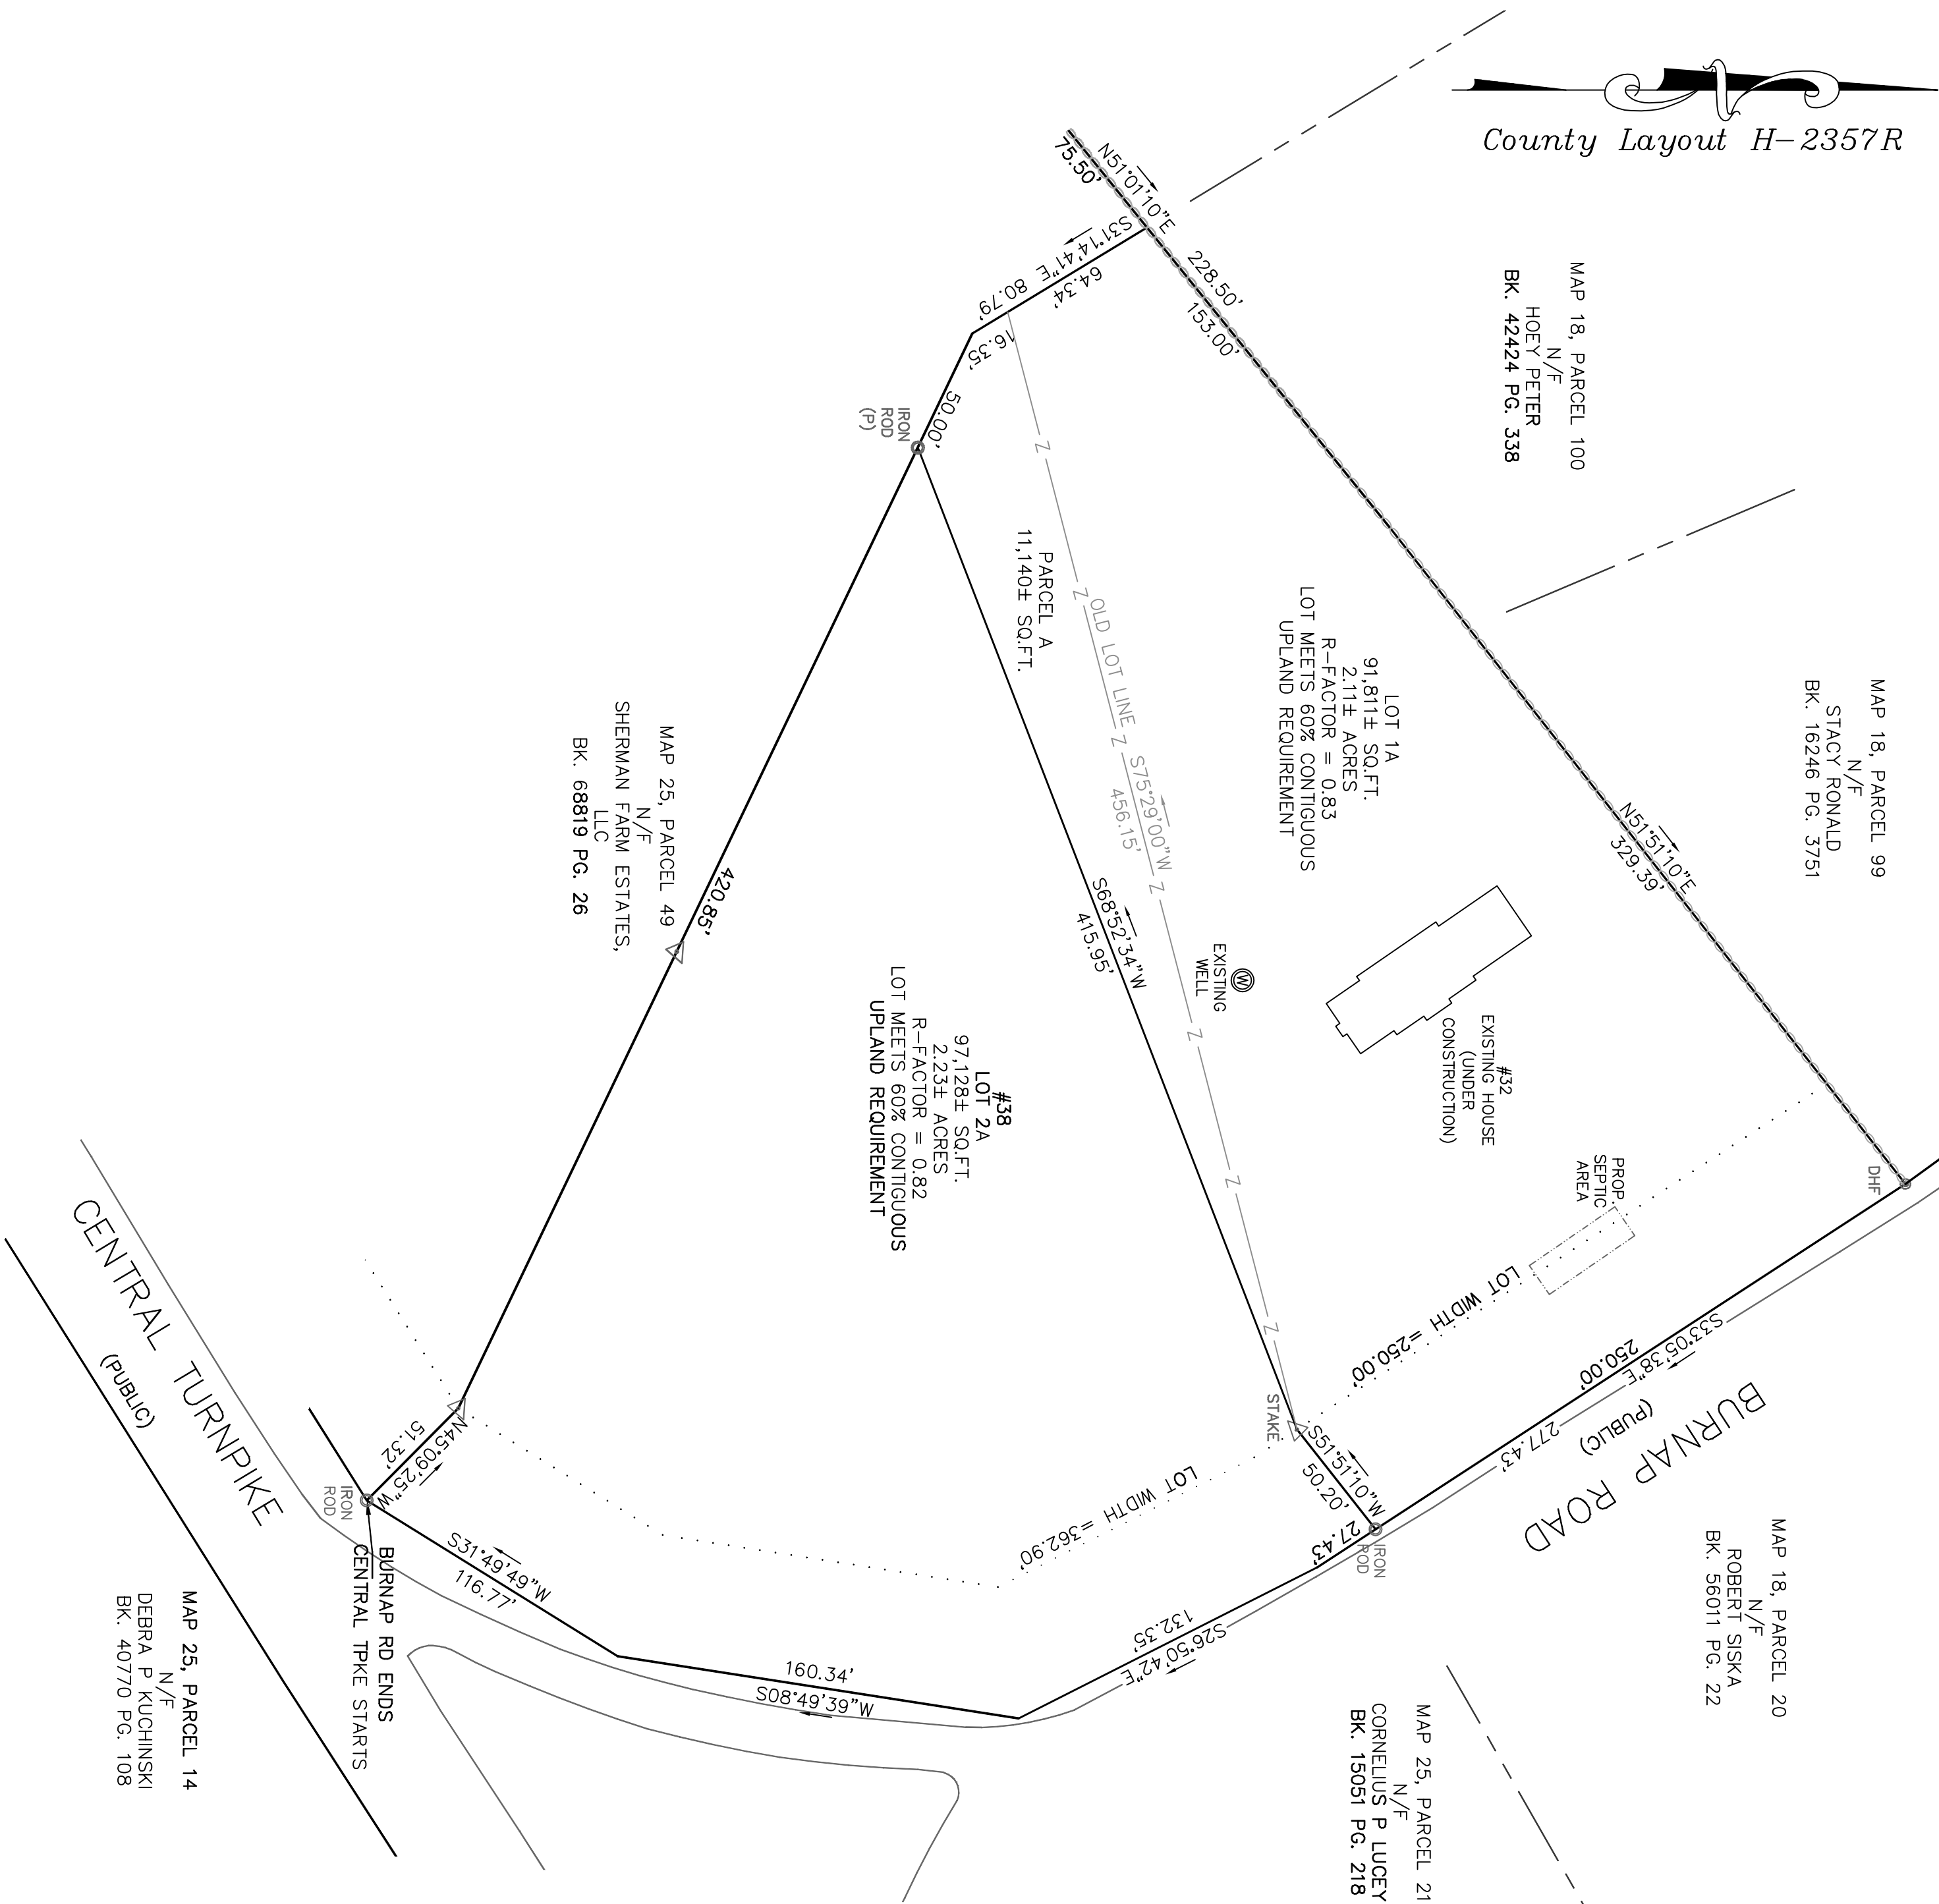 County Layout H-2357R
N51°01'10"E
75.50'
228.50'
153.00'
S31°14'41"E
80.79'
64.34'
16.35'
50.00'
IRON
ROD
(P)
MAP 18, PARCEL 100
N/F
HOEY PETER
BK. 42424 PG. 338
MAP 18, PARCEL 99
N/F
STACY RONALD
BK. 16246 PG. 3751
N51°51'10"E
329.39'
DHF
PARCEL A
11,140± SQ.FT.
Z
Z
Z
Z
Z
Z
Z
OLD LOT LINE
S75°29'00"W
456.15'
LOT 1A
91,811± SQ.FT.
2.11± ACRES
R-FACTOR = 0.83
LOT MEETS 60% CONTIGUOUS
UPLAND REQUIREMENT
S68°52'34"W
415.95'
W
EXISTING
WELL
#32
EXISTING HOUSE
(UNDER
CONSTRUCTION)
PROP.
SEPTIC
AREA
LOT WIDTH =250.00'
S33°05'38"E
250.00'
277.43'
BURNAP ROAD
(PUBLIC)
STAKE
S51°51'10"W
50.20'
27.43'
IRON
ROD
MAP 25, PARCEL 49
N/F
SHERMAN FARM ESTATES,
LLC
BK. 68819 PG. 26
420.85'
#38
LOT 2A
97,128± SQ.FT.
2.23± ACRES
R-FACTOR = 0.82
LOT MEETS 60% CONTIGUOUS
UPLAND REQUIREMENT
LOT WIDTH =362.90'
132.35'
S26°50'42"E
160.34'
S08°49'39"W
S31°49'49"W
116.77'
N45°09'25"W
51.32'
IRON
ROD
BURNAP RD ENDS
CENTRAL TPKE STARTS
CENTRAL TURNPIKE
(PUBLIC)
MAP 25, PARCEL 14
N/F
DEBRA P KUCHINSKI
BK. 40770 PG. 108
MAP 18, PARCEL 20
N/F
ROBERT SISKA
BK. 56011 PG. 22
MAP 25, PARCEL 21
N/F
CORNELIUS P LUCEY
BK. 15051 PG. 218